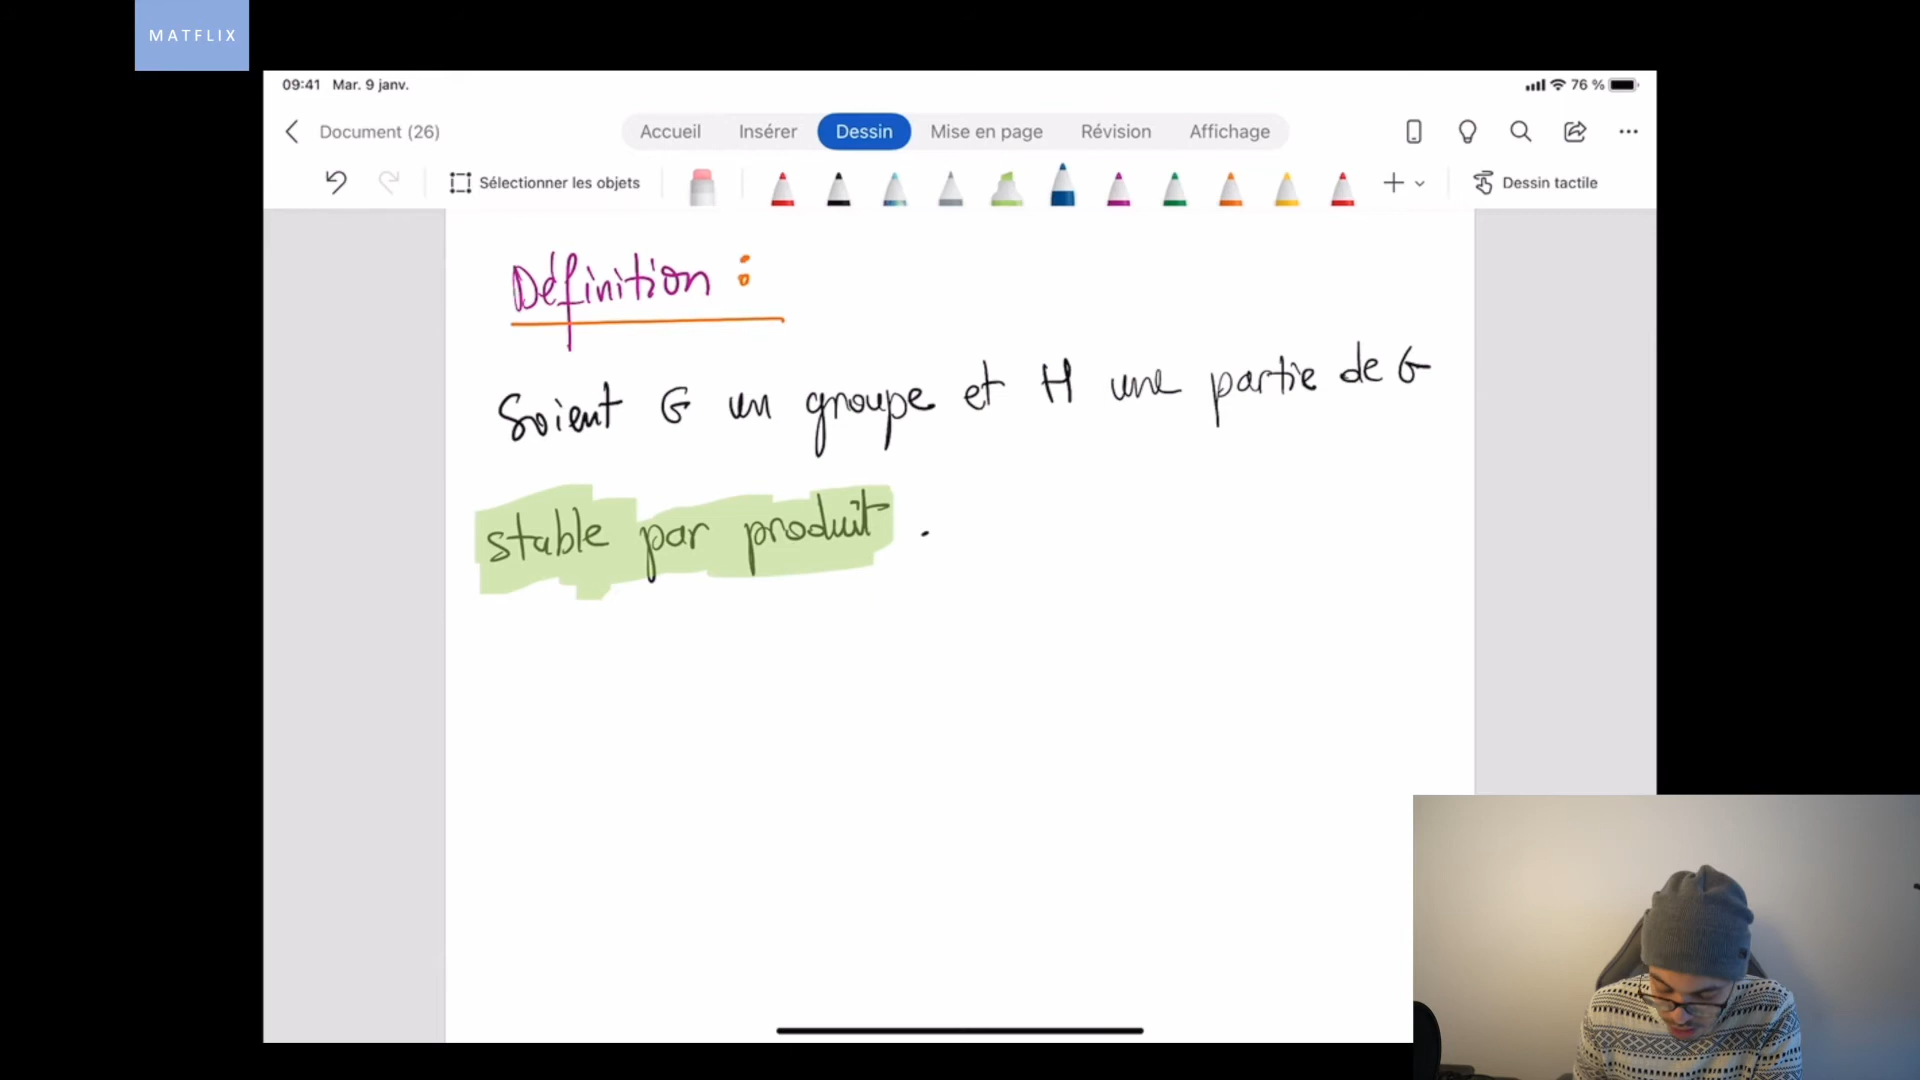 MATFLIX
09:41 Mar. 9 janv.
76 %
Document (26)
Accueil Insérer Dessin Mise en page Révision Affichage
Sélectionner les objets
Dessin tactile
Définition :
Soient G un groupe et H une partie de G
stable par produit .